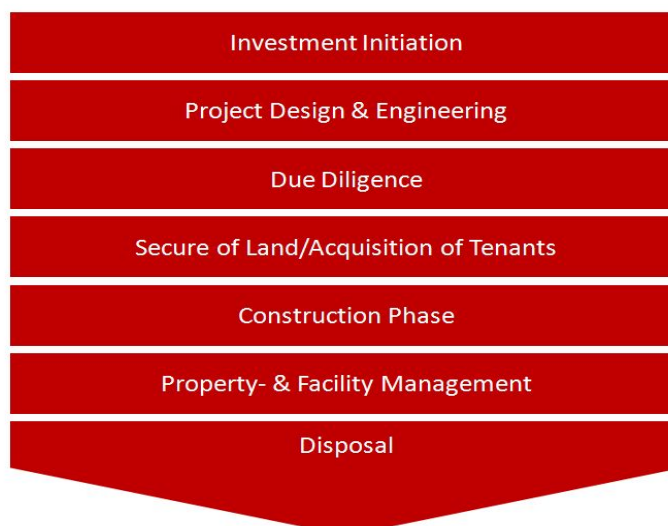 Investment Initiation
Project Design & Engineering
Due Diligence
Secure of Land/Acquisition of Tenants
Construction Phase
Property- & Facility Management
Disposal